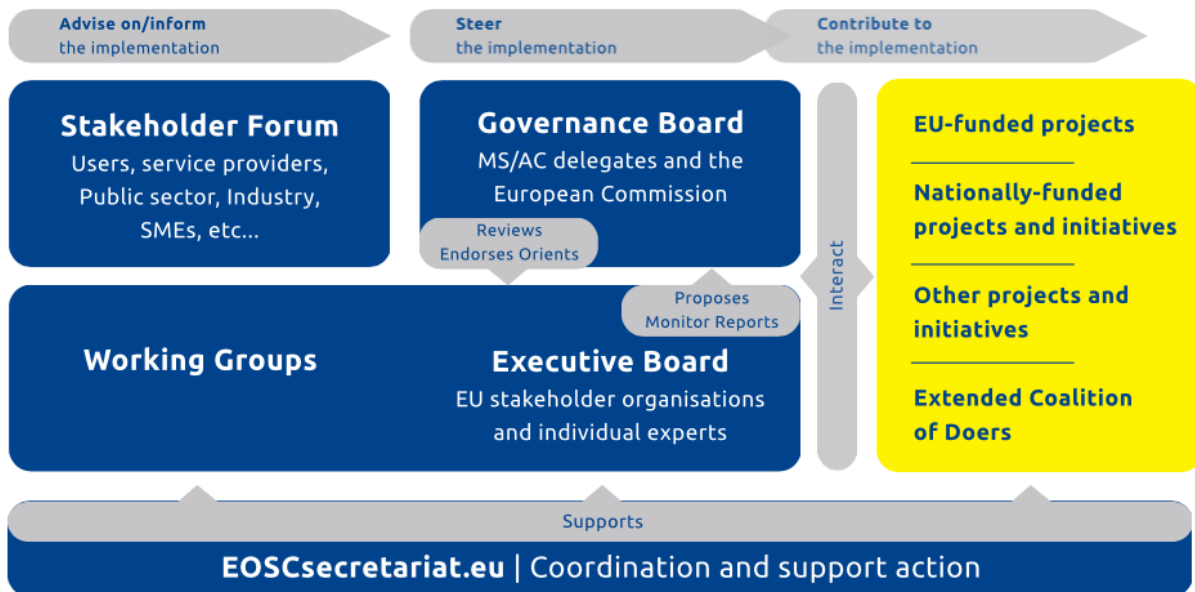 Advise on/inform
the implementation
Steer
the implementation
Contribute to
the implementation
Stakeholder Forum
Users, service providers,
Public sector, Industry,
SMEs, etc...
Governance Board
MS/AC delegates and the
European Commission
Reviews
Endorses Orients
Proposes
Monitor Reports
Working Groups
Executive Board
EU stakeholder organisations
and individual experts
Interact
EU-funded projects
Nationally-funded
projects and initiatives
Other projects and
initiatives
Extended Coalition
of Doers
Supports
EOSCsecretariat.eu | Coordination and support action